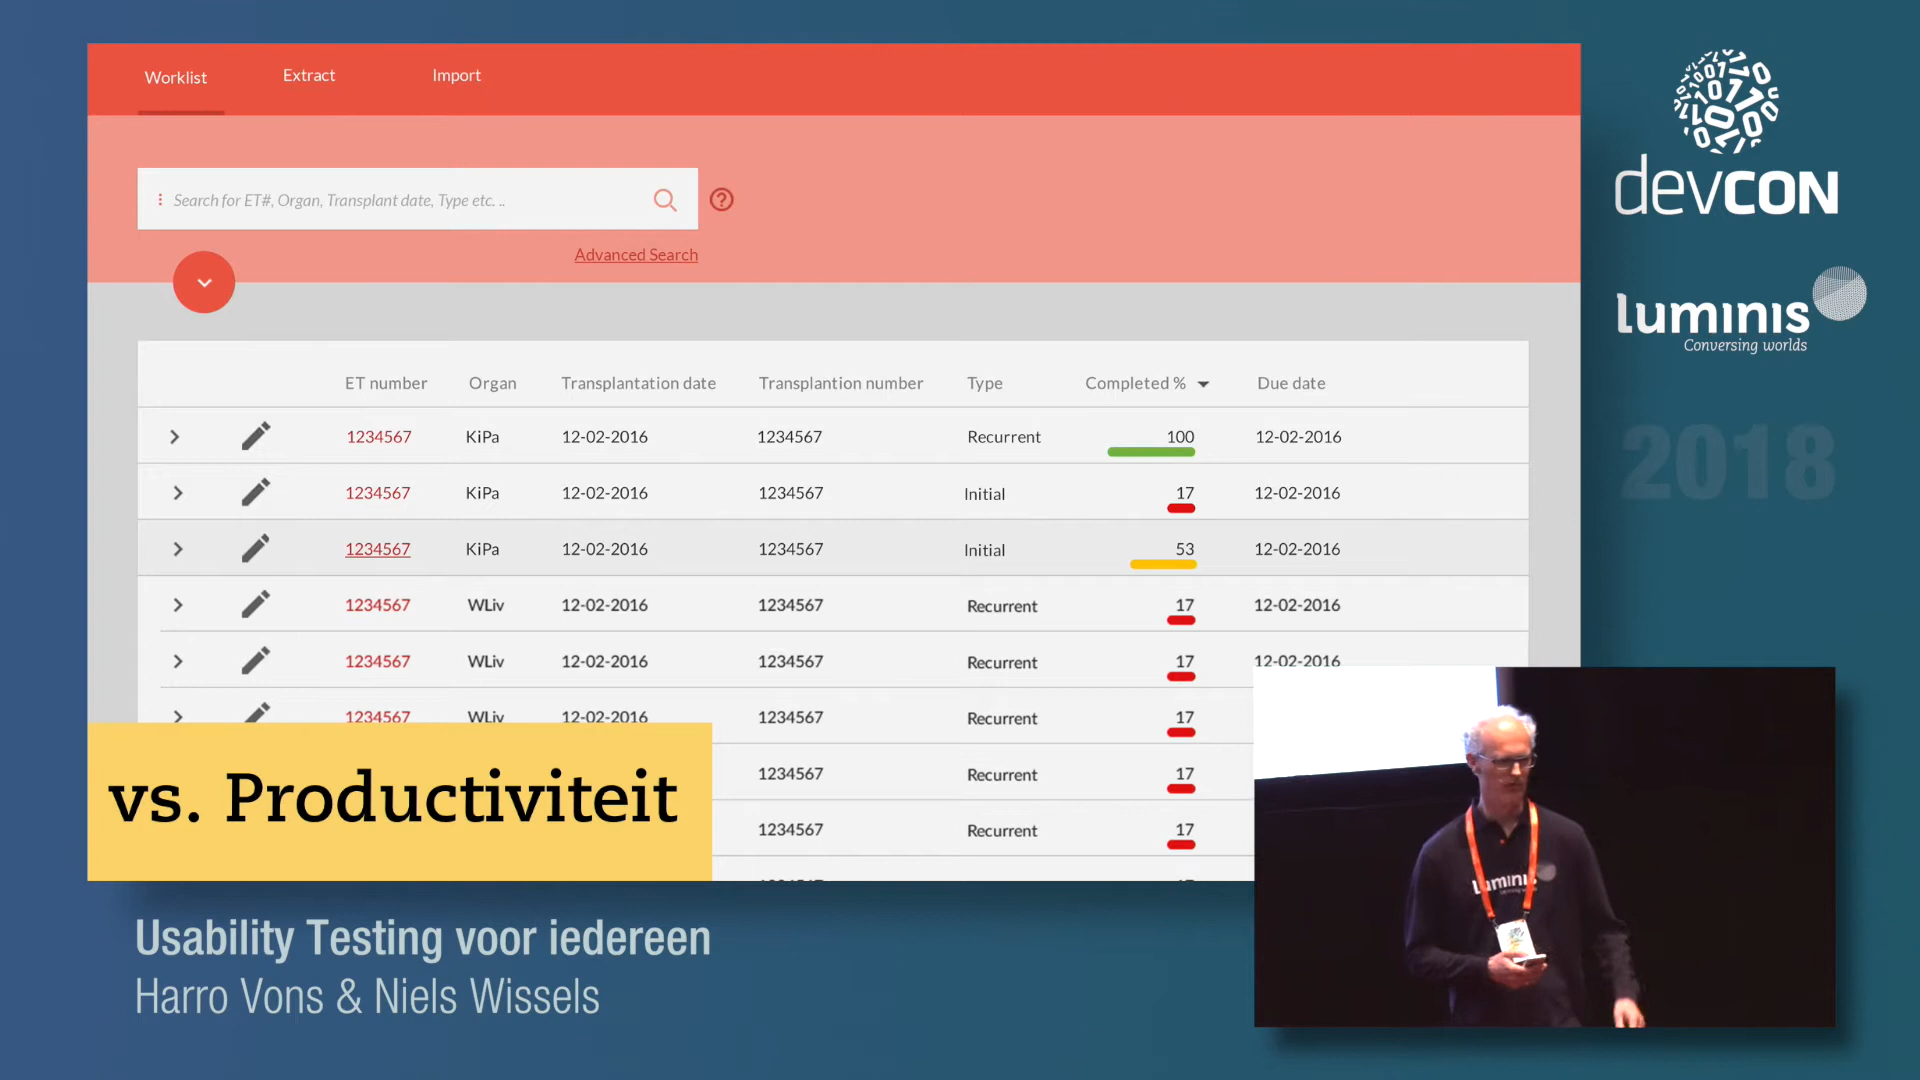 Worklist Extract Import
Search for ET#, Organ, Transplant date, Type etc. ..
Advanced Search
ET number Organ Transplantation date Transplantion number Type Completed % Due date
1234567 KiPa 12-02-2016 1234567 Recurrent 100 12-02-2016
1234567 KiPa 12-02-2016 1234567 Initial 17 12-02-2016
1234567 KiPa 12-02-2016 1234567 Initial 53 12-02-2016
1234567 WLiv 12-02-2016 1234567 Recurrent 17 12-02-2016
1234567 WLiv 12-02-2016 1234567 Recurrent 17 12-02-2016
1234567 WLiv 12-02-2016 1234567 Recurrent 17
1234567 Recurrent 17
1234567 Recurrent 17
vs. Productiviteit
Usability Testing voor iedereen
Harro Vons & Niels Wissels
devCON
luminis
Conversing worlds
2018
luminis